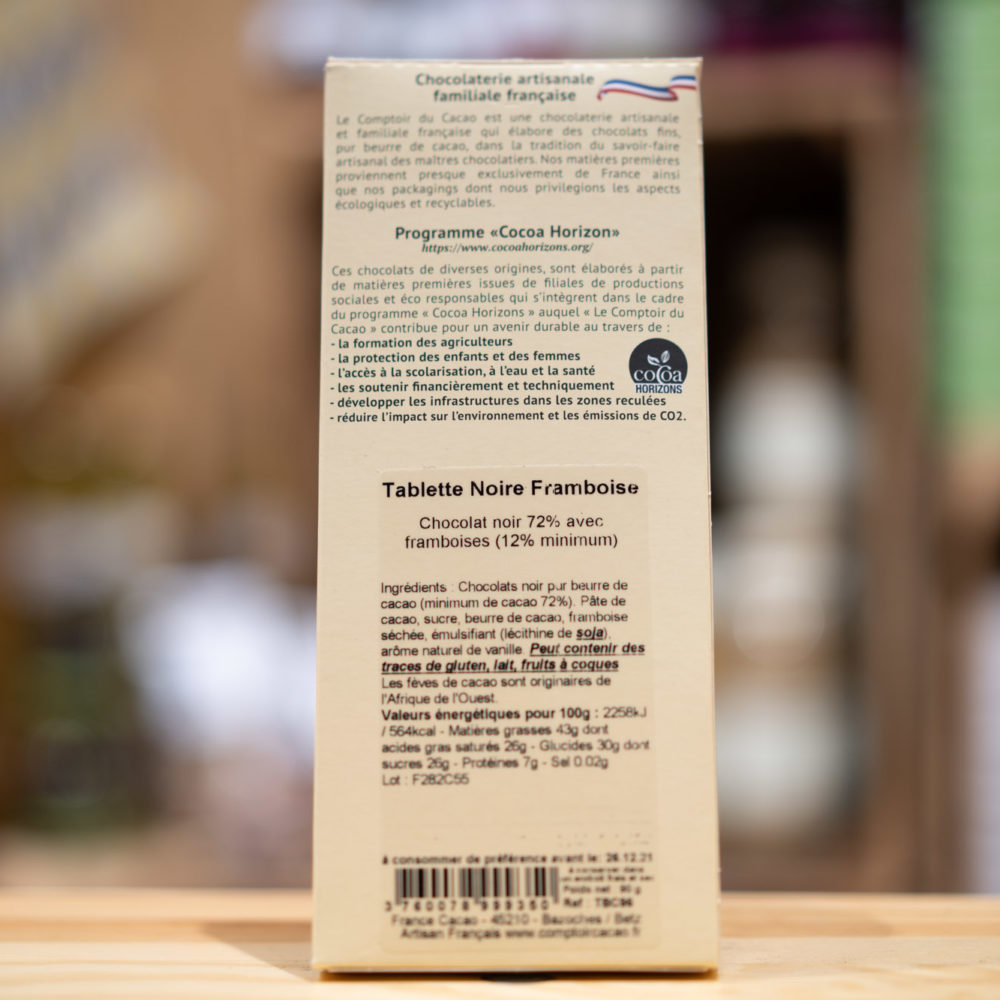 Chocolaterie artisanale
familiale française
Le Comptoir du Cacao est une chocolaterie artisanale
et familiale française qui élabore des chocolats fins,
pur beurre de cacao, dans la tradition du savoir-faire
artisanal des maîtres chocolatiers. Nos matières premières
proviennent presque exclusivement de France ainsi
que nos packagings dont nous privilegions les aspects
écologiques et recyclables.
Programme «Cocoa Horizon»
https://www.cocoahorizons.org/
Ces chocolats de diverses origines, sont élaborés à partir
de matières premières issues de filiales de productions
sociales et éco responsables qui s'intègrent dans le cadre
du programme « Cocoa Horizons » auquel « Le Comptoir du
Cacao » contribue pour un avenir durable au travers de :
- la formation des agriculteurs
- la protection des enfants et des femmes
- l'accès à la scolarisation, à l'eau et la santé
- les soutenir financièrement et techniquement
- développer les infrastructures dans les zones reculées
- réduire l'impact sur l'environnement et les émissions de CO2.
cocoa
HORIZONS
Tablette Noire Framboise
Chocolat noir 72% avec
framboises (12% minimum)
Ingrédients : Chocolats noir pur beurre de
cacao (minimum de cacao 72%). Pâte de
cacao, sucre, beurre de cacao, framboise
séchée, émulsifiant (lécithine de soja),
arôme naturel de vanille. Peut contenir des
traces de gluten, lait, fruits à coques
Les fèves de cacao sont originaires de
l'Afrique de l'Ouest.
Valeurs énergétiques pour 100g : 2258kJ
/ 564kcal - Matières grasses 43g dont
acides gras saturés 26g - Glucides 30g dont
sucres 26g - Protéines 7g - Sel 0.02g
Lot : F282C55
à consommer de préférence avant le: 26.12.21
à conserver dans
un endroit frais et sec
Poids net 90 g
Ref : TBC96
3 760078 999350
France Cacao - 45210 - Bazoches / Betz
Artisan Français www.comptoircacao.fr